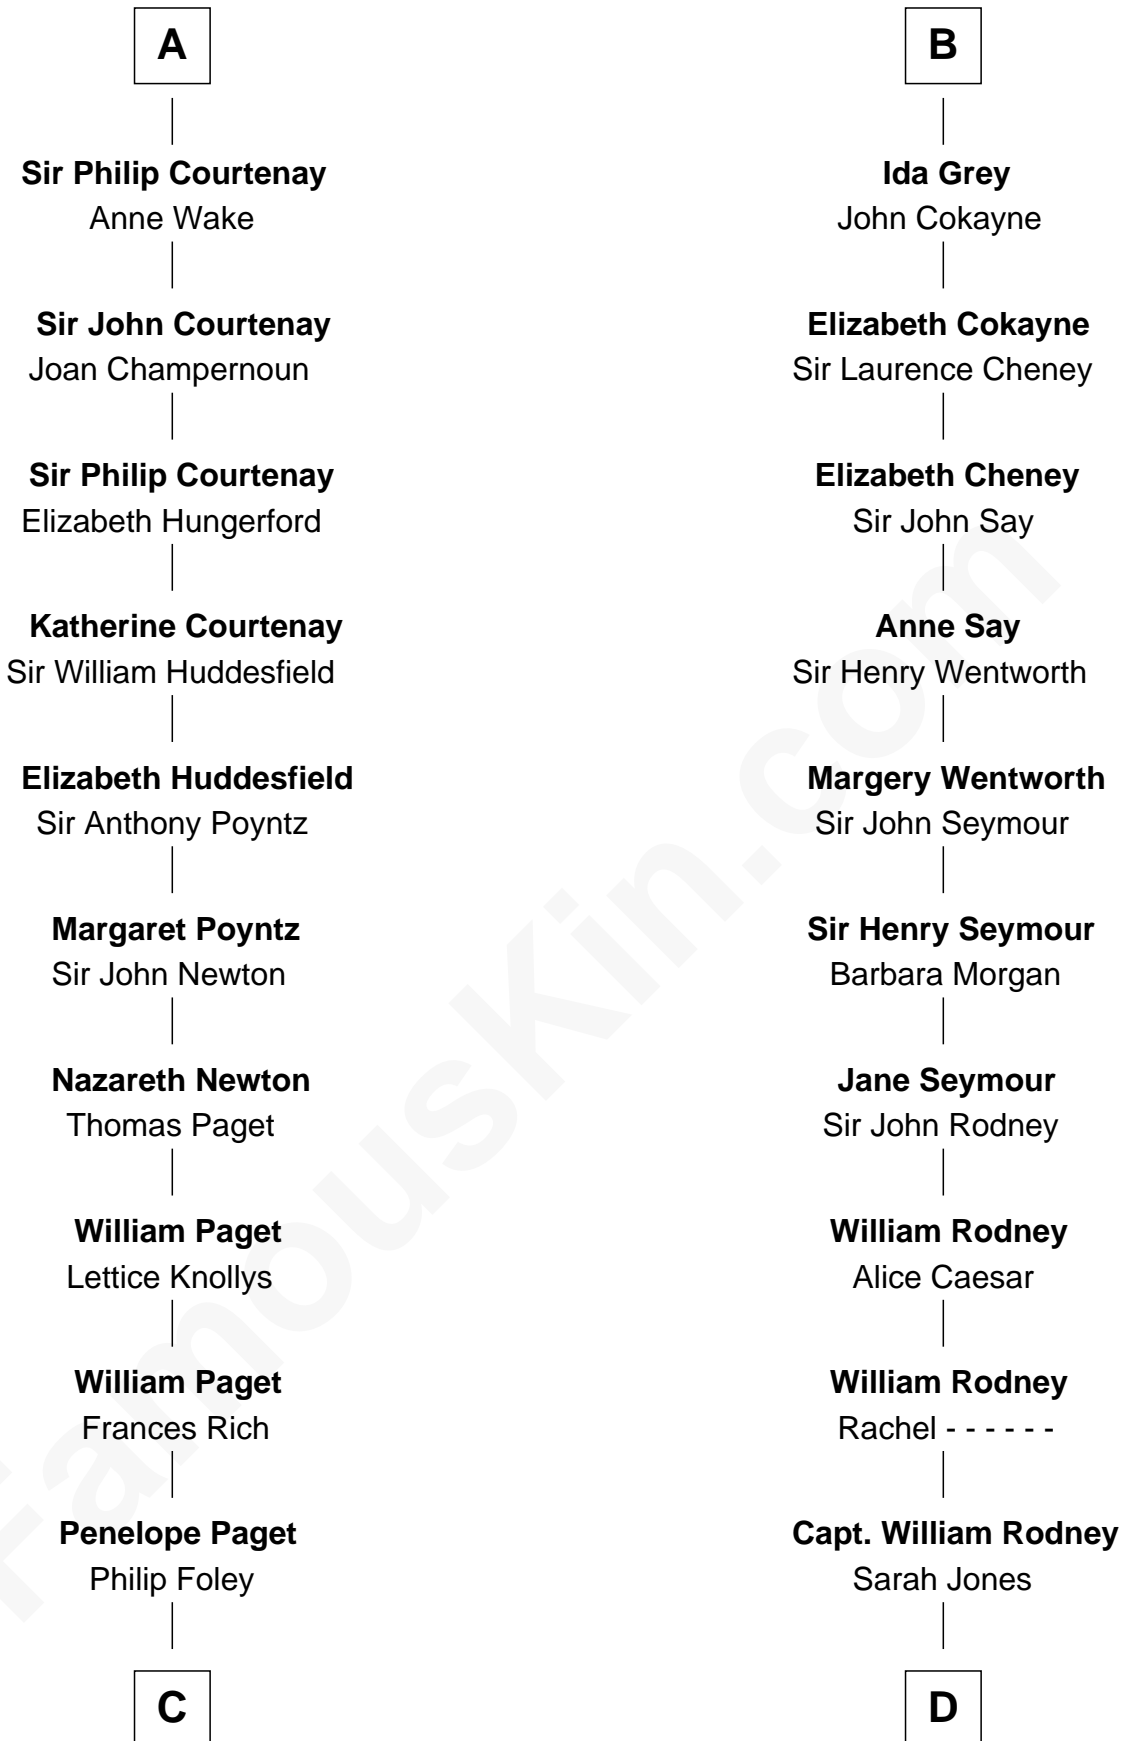 A
Sir Philip Courtenay
Anne Wake
Sir John Courtenay
Joan Champernoun
Sir Philip Courtenay
Elizabeth Hungerford
Katherine Courtenay
Sir William Huddesfield
Elizabeth Huddesfield
Sir Anthony Poyntz
Margaret Poyntz
Sir John Newton
Nazareth Newton
Thomas Paget
William Paget
Lettice Knollys
William Paget
Frances Rich
Penelope Paget
Philip Foley
C
B
Ida Grey
John Cokayne
Elizabeth Cokayne
Sir Laurence Cheney
Elizabeth Cheney
Sir John Say
Anne Say
Sir Henry Wentworth
Margery Wentworth
Sir John Seymour
Sir Henry Seymour
Barbara Morgan
Jane Seymour
Sir John Rodney
William Rodney
Alice Caesar
William Rodney
Rachel - - - - - -
Capt. William Rodney
Sarah Jones
D
FamousKin.com